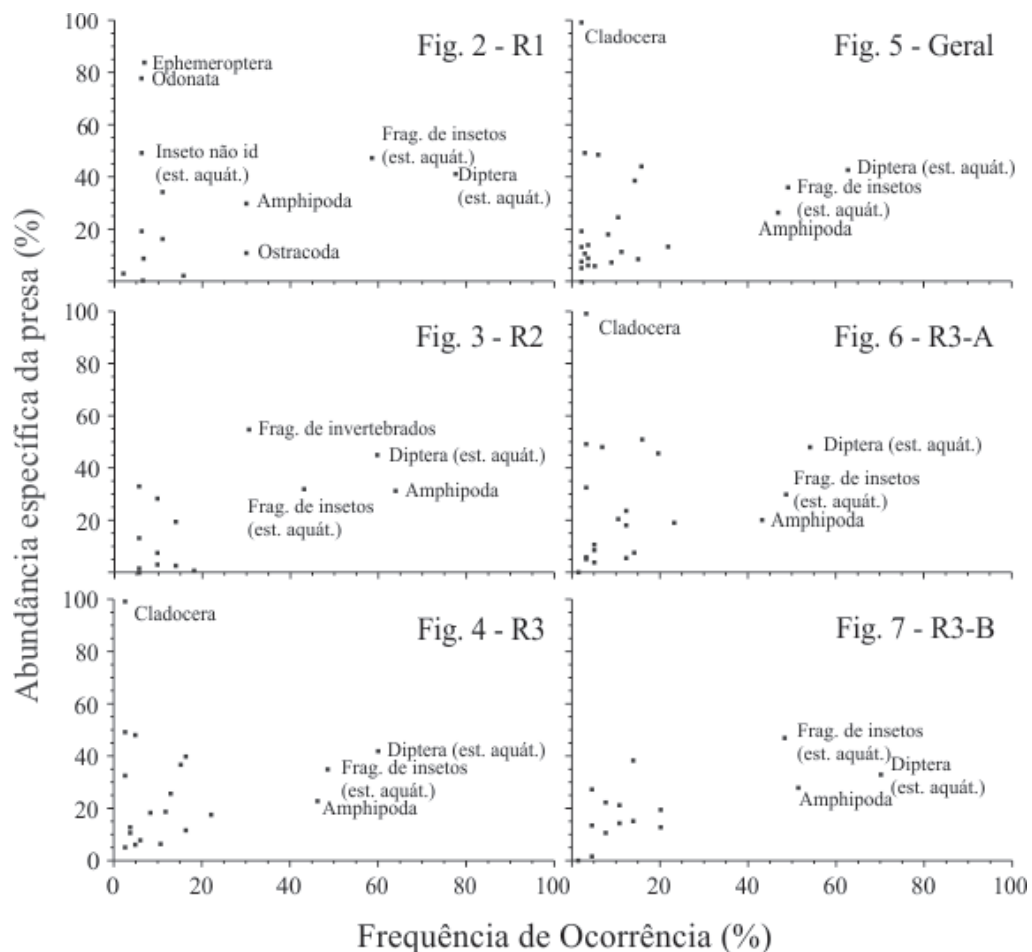 Abundância específica da presa (%)
100
80
60
40
20
Fig. 2 - R1
Ephemeroptera
Odonata
Inseto não id
(est. aquát.)
Frag. de insetos
(est. aquát.)
Diptera
(est. aquát.)
Amphipoda
Ostracoda
Fig. 5 - Geral
Cladocera
Diptera (est. aquát.)
Frag. de insetos
(est. aquát.)
Amphipoda
100
80
60
40
20
0
Fig. 3 - R2
Frag. de invertebrados
Diptera (est. aquát.)
Amphipoda
Frag. de insetos
(est. aquát.)
Fig. 6 - R3-A
Cladocera
Diptera (est. aquát.)
Frag. de insetos
(est. aquát.)
Amphipoda
100
80
60
40
20
0
Fig. 4 - R3
Cladocera
Diptera (est. aquát.)
Frag. de insetos
(est. aquát.)
Amphipoda
0 20 40 60 80 100
Fig. 7 - R3-B
Frag. de insetos
(est. aquát.)
Diptera
(est. aquát.)
Amphipoda
20 40 60 80 100
Frequência de Ocorrência (%)